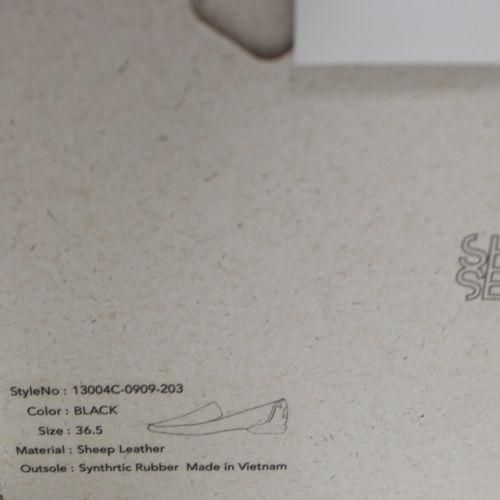 StyleNo : 13004C-0909-203
Color : BLACK
Size : 36.5
Material : Sheep Leather
Outsole : Synthrtic Rubber Made in Vietnam